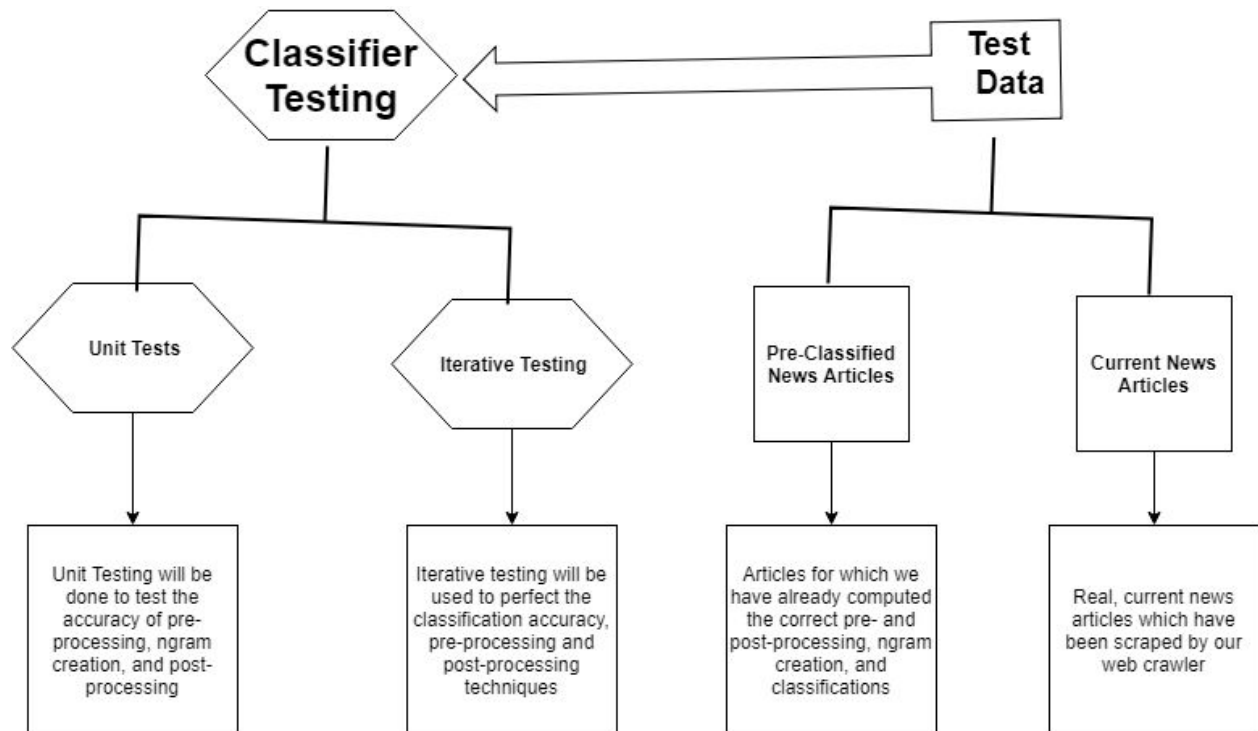 Classifier
Testing
Test
Data
Unit Tests
Iterative Testing
Pre-Classified
News Articles
Current News
Articles
Unit Testing will be
done to test the
accuracy of pre-
processing, ngram
creation, and post-
processing
Iterative testing will be
used to perfect the
classification accuracy,
pre-processing and
post-processing
techniques
Articles for which we
have already computed
the correct pre- and
post-processing, ngram
creation, and
classifications
Real, current news
articles which have
been scraped by our
web crawler